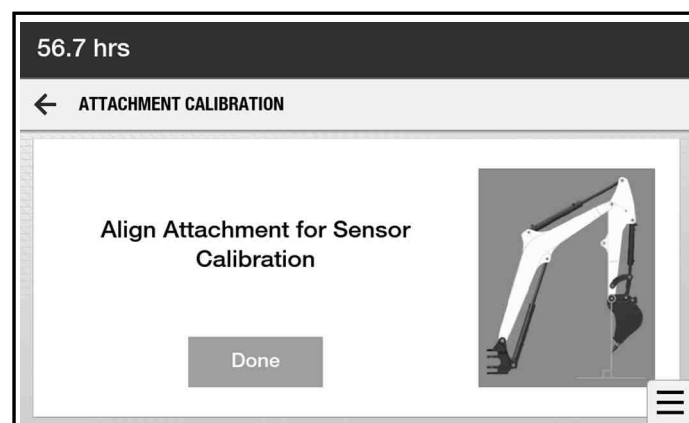 56.7 hrs
ATTACHMENT CALIBRATION
Align Attachment for Sensor
Calibration
Done